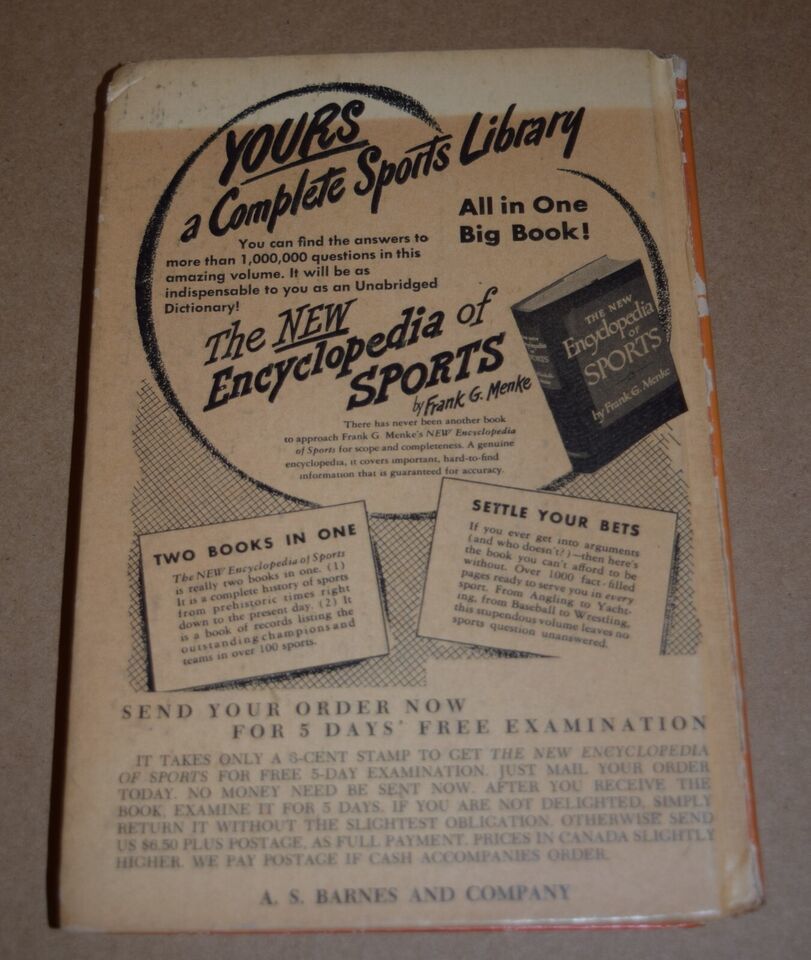 YOURS
a Complete Sports Library
All in One
Big Book!
You can find the answers to
more than 1,000,000 questions in this
amazing volume. It will be as
indispensable to you as an Unabridged
Dictionary!
The NEW
Encyclopedia of
SPORTS
by Frank G. Menke
THE NEW
Encyclopedia
OF
SPORTS
by Frank G. Menke
There has never been another book
to approach Frank G. Menke's NEW Encyclopedia
of Sports for scope and completeness. A genuine
encyclopedia, it covers important, hard-to-find
information that is guaranteed for accuracy.
TWO BOOKS IN ONE
The NEW Encyclopedia of Sports
is really two books in one. (1)
It is a complete history of sports
from prehistoric times right
down to the present day. (2) It
is a book of records listing the
outstanding champions and
teams in over 100 sports.
SETTLE YOUR BETS
If you ever get into arguments
(and who doesn't?)—then here's
the book you can't afford to be
without. Over 1000 fact-filled
pages ready to serve you in every
sport. From Angling to Yacht-
ing, from Baseball to Wrestling,
this stupendous volume leaves no
sports question unanswered.
SEND YOUR ORDER NOW
FOR 5 DAYS' FREE EXAMINATION
IT TAKES ONLY A 3-CENT STAMP TO GET THE NEW ENCYCLOPEDIA
OF SPORTS FOR FREE 5-DAY EXAMINATION. JUST MAIL YOUR ORDER
TODAY. NO MONEY NEED BE SENT NOW. AFTER YOU RECEIVE THE
BOOK, EXAMINE IT FOR 5 DAYS. IF YOU ARE NOT DELIGHTED, SIMPLY
RETURN IT WITHOUT THE SLIGHTEST OBLIGATION. OTHERWISE SEND
US $6.50 PLUS POSTAGE, AS FULL PAYMENT. PRICES IN CANADA SLIGHTLY
HIGHER. WE PAY POSTAGE IF CASH ACCOMPANIES ORDER.
A. S. BARNES AND COMPANY